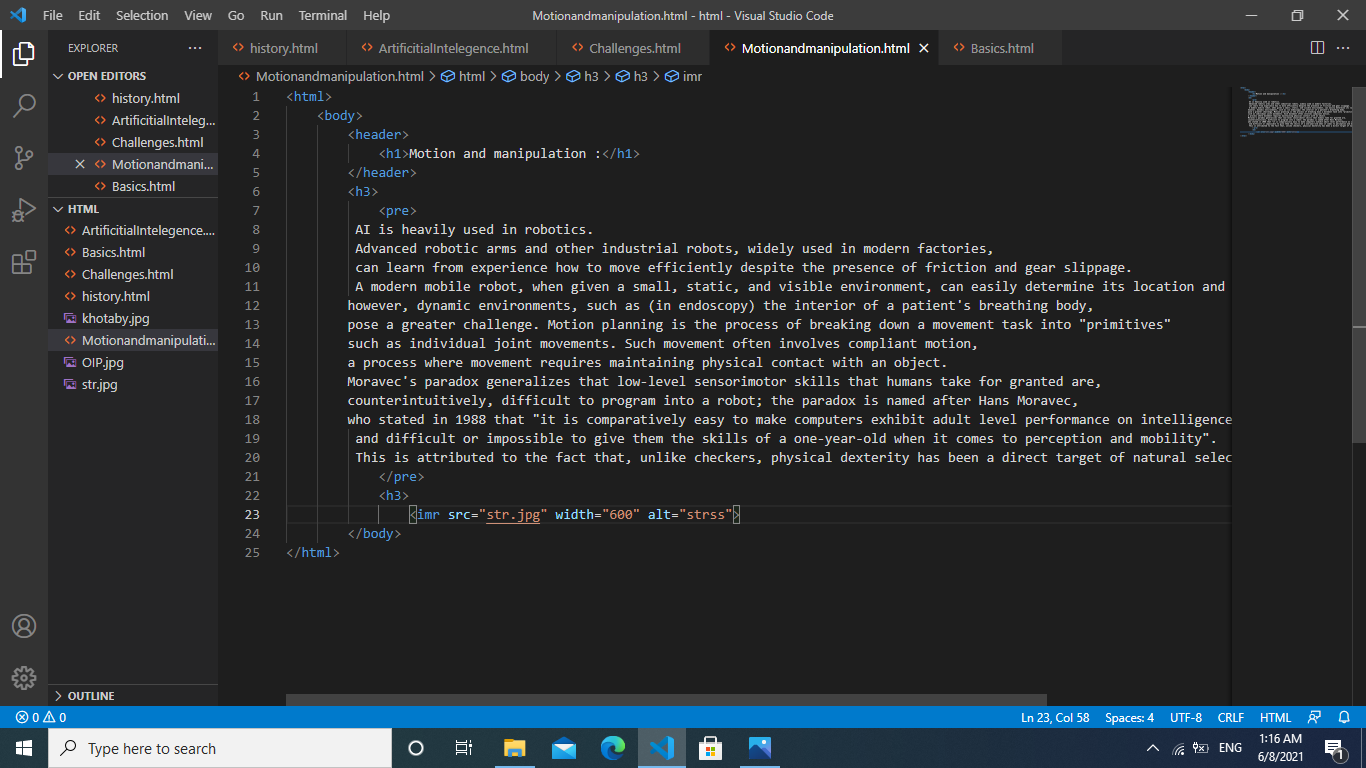 File Edit Selection View Go Run Terminal Help
Motionandmanipulation.html - html - Visual Studio Code
EXPLORER
OPEN EDITORS
history.html
ArtificitialInteleg...
Challenges.html
Motionandmani...
Basics.html
HTML
ArtificitialIntelegence....
Basics.html
Challenges.html
history.html
khotaby.jpg
Motionandmanipulati...
OIP.jpg
str.jpg
OUTLINE
history.html ArtificitialIntelegence.html Challenges.html Motionandmanipulation.html Basics.html
Motionandmanipulation.html > html > body > h3 > h3 > imr
1 <html>
2 <body>
3 <header>
4 <h1>Motion and manipulation :</h1>
5 </header>
6 <h3>
7 <pre>
8 AI is heavily used in robotics.
9 Advanced robotic arms and other industrial robots, widely used in modern factories,
10 can learn from experience how to move efficiently despite the presence of friction and gear slippage.
11 A modern mobile robot, when given a small, static, and visible environment, can easily determine its location and
12 however, dynamic environments, such as (in endoscopy) the interior of a patient's breathing body,
13 pose a greater challenge. Motion planning is the process of breaking down a movement task into "primitives"
14 such as individual joint movements. Such movement often involves compliant motion,
15 a process where movement requires maintaining physical contact with an object.
16 Moravec's paradox generalizes that low-level sensorimotor skills that humans take for granted are,
17 counterintuitively, difficult to program into a robot; the paradox is named after Hans Moravec,
18 who stated in 1988 that "it is comparatively easy to make computers exhibit adult level performance on intelligence
19 and difficult or impossible to give them the skills of a one-year-old when it comes to perception and mobility".
20 This is attributed to the fact that, unlike checkers, physical dexterity has been a direct target of natural selec
21 </pre>
22 <h3>
23 <imr src="str.jpg" width="600" alt="strss">
24 </body>
25 </html>
0 0
Ln 23, Col 58 Spaces: 4 UTF-8 CRLF HTML
Type here to search
ENG
1:16 AM
6/8/2021
1